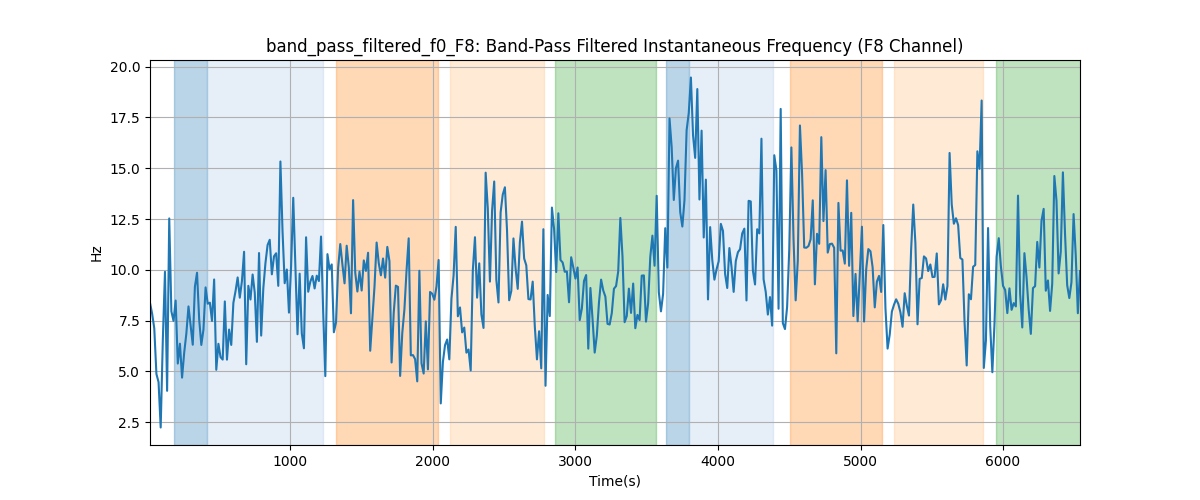 band_pass_filtered_f0_F8: Band-Pass Filtered Instantaneous Frequency (F8 Channel)
20.0
17.5
15.0
12.5
10.0
7.5
5.0
2.5
Hz
1000 2000 3000 4000 5000 6000
Time(s)